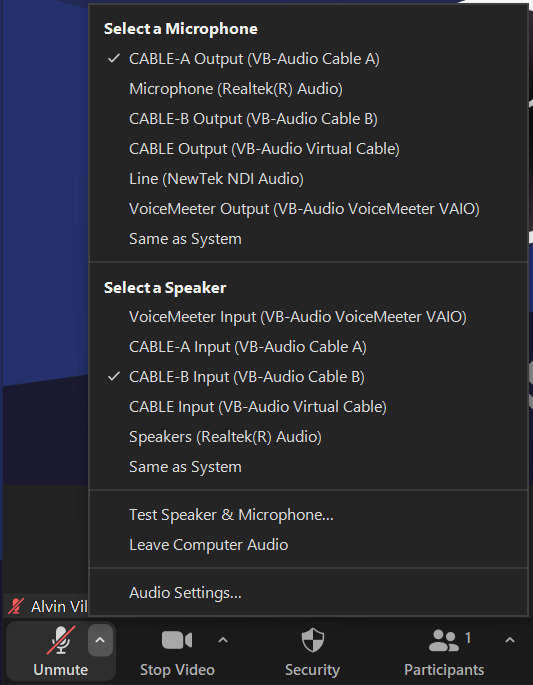 Select a Microphone
CABLE-A Output (VB-Audio Cable A)
Microphone (Realtek(R) Audio)
CABLE-B Output (VB-Audio Cable B)
CABLE Output (VB-Audio Virtual Cable)
Line (NewTek NDI Audio)
VoiceMeeter Output (VB-Audio VoiceMeeter VAIO)
Same as System
Select a Speaker
VoiceMeeter Input (VB-Audio VoiceMeeter VAIO)
CABLE-A Input (VB-Audio Cable A)
CABLE-B Input (VB-Audio Cable B)
CABLE Input (VB-Audio Virtual Cable)
Speakers (Realtek(R) Audio)
Same as System
Test Speaker & Microphone...
Leave Computer Audio
Audio Settings...
Alvin Vil
Unmute
Stop Video
Security
1
Participants